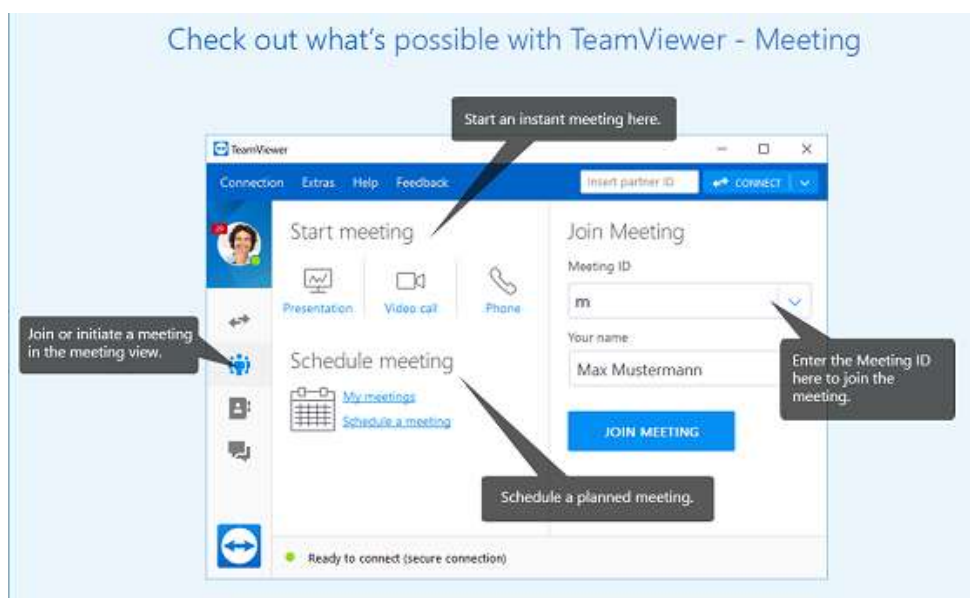 Check out what's possible with TeamViewer - Meeting
Start an instant meeting here.
TeamViewer
Connection Extras Help Feedback
Insert partner ID
CONNECT
Start meeting
Presentation
Video call
Phone
Join Meeting
Meeting ID
m
Your name
Max Mustermann
JOIN MEETING
Join or initiate a meeting
in the meeting view.
Enter the Meeting ID
here to join the
meeting.
Schedule meeting
My meetings
Schedule a meeting
Schedule a planned meeting.
Ready to connect (secure connection)